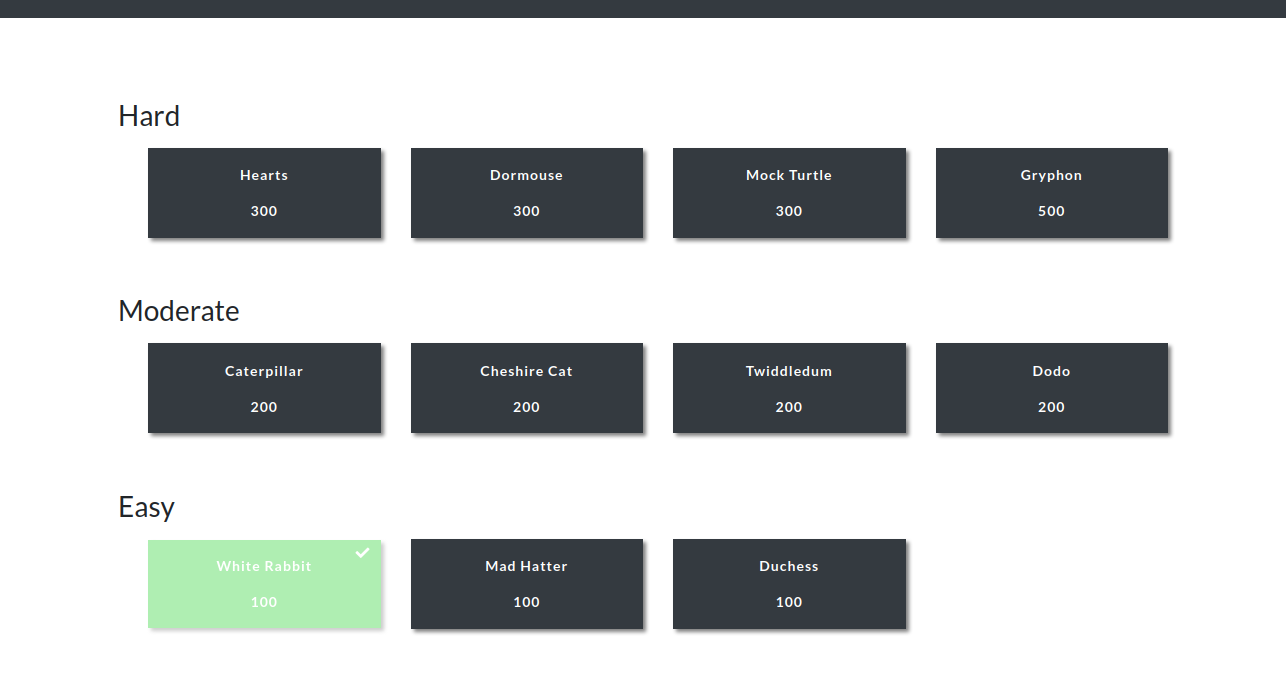 Hard
Hearts
300
Dormouse
300
Mock Turtle
300
Gryphon
500
Moderate
Caterpillar
200
Cheshire Cat
200
Twiddledum
200
Dodo
200
Easy
White Rabbit
100
Mad Hatter
100
Duchess
100